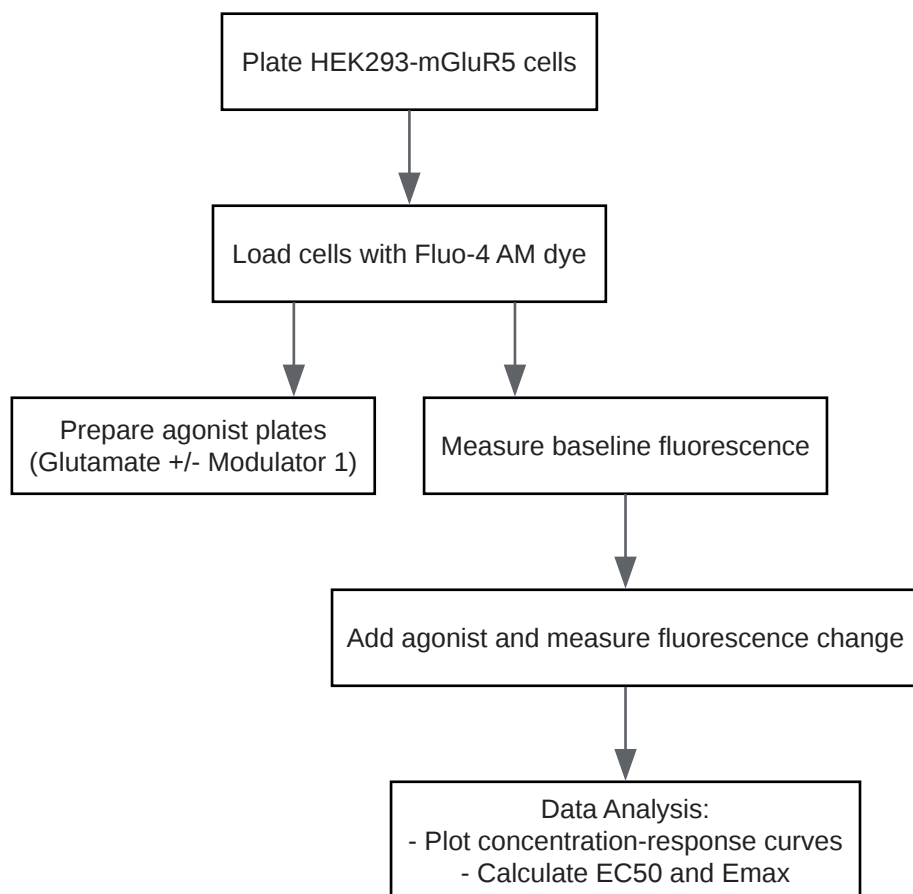 Plate HEK293-mGluR5 cells
Load cells with Fluo-4 AM dye
Prepare agonist plates
(Glutamate +/- Modulator 1)
Measure baseline fluorescence
Add agonist and measure fluorescence change
Data Analysis:
- Plot concentration-response curves
- Calculate EC50 and Emax